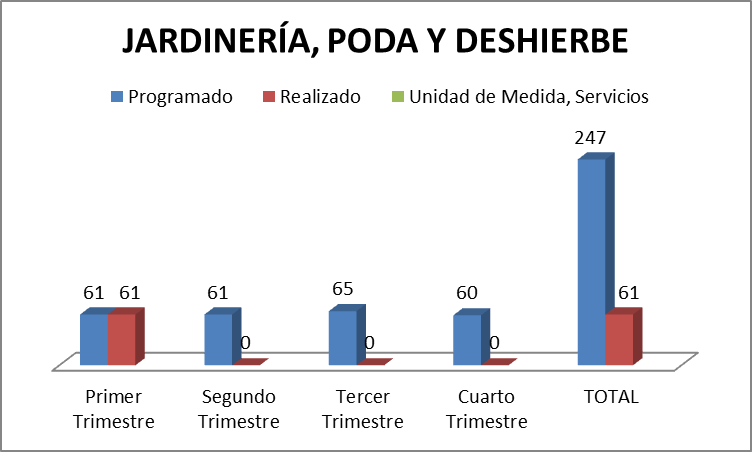 JARDINERÍA, PODA Y DESHIERBE
Programado Realizado Unidad de Medida, Servicios
61 61 61 0 65 0 60 0 247 61
Primer Trimestre
Segundo Trimestre
Tercer Trimestre
Cuarto Trimestre
TOTAL